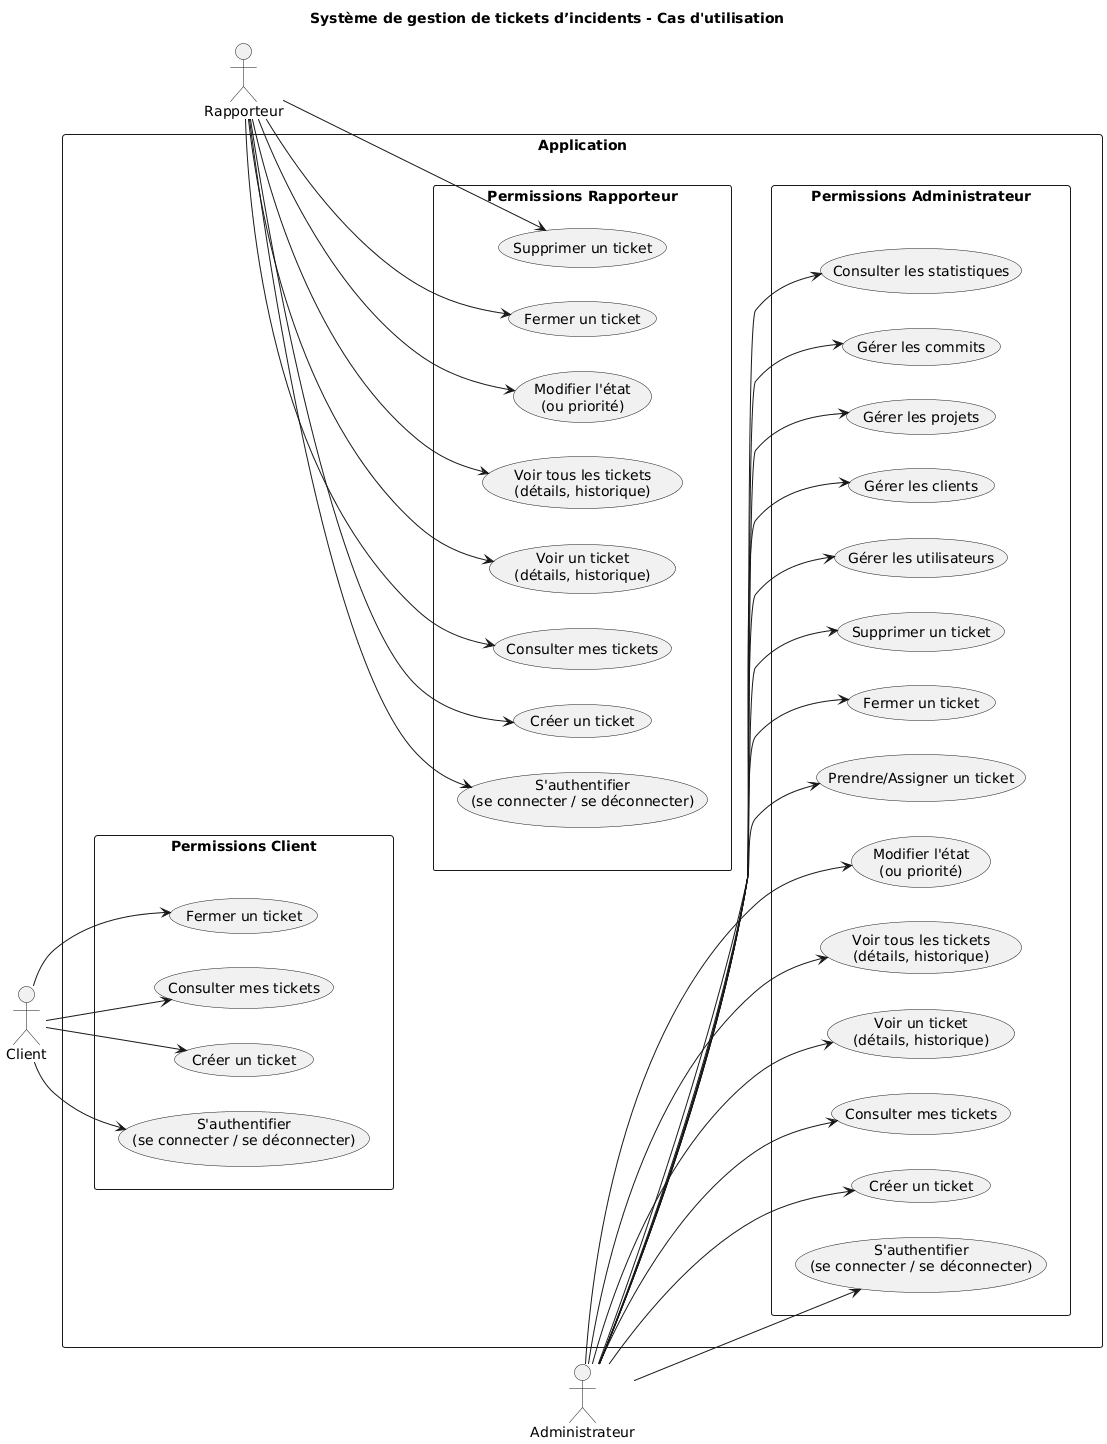 Système de gestion de tickets d’incidents - Cas d'utilisation
Rapporteur
Application
Permissions Rapporteur
Supprimer un ticket
Fermer un ticket
Modifier l'état
(ou priorité)
Voir tous les tickets
(détails, historique)
Voir un ticket
(détails, historique)
Consulter mes tickets
Créer un ticket
S'authentifier
(se connecter / se déconnecter)
Permissions Administrateur
Consulter les statistiques
Gérer les commits
Gérer les projets
Gérer les clients
Gérer les utilisateurs
Supprimer un ticket
Fermer un ticket
Prendre/Assigner un ticket
Modifier l'état
(ou priorité)
Voir tous les tickets
(détails, historique)
Voir un ticket
(détails, historique)
Consulter mes tickets
Créer un ticket
S'authentifier
(se connecter / se déconnecter)
Permissions Client
Fermer un ticket
Consulter mes tickets
Créer un ticket
S'authentifier
(se connecter / se déconnecter)
Client
Administrateur